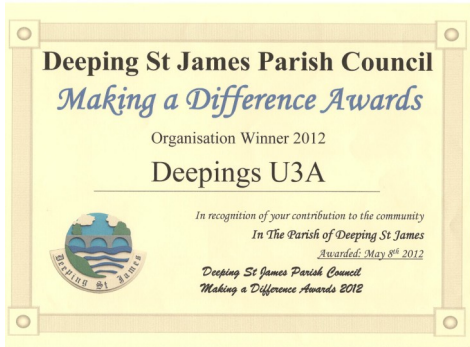 Deeping St James Parish Council
Making a Difference Awards
Organisation Winner 2012
Deepings U3A
In recognition of your contribution to the community
In The Parish of Deeping St James
Awarded: May 8th 2012
Deeping St James Parish Council
Making a Difference Awards 2012
Deeping St James